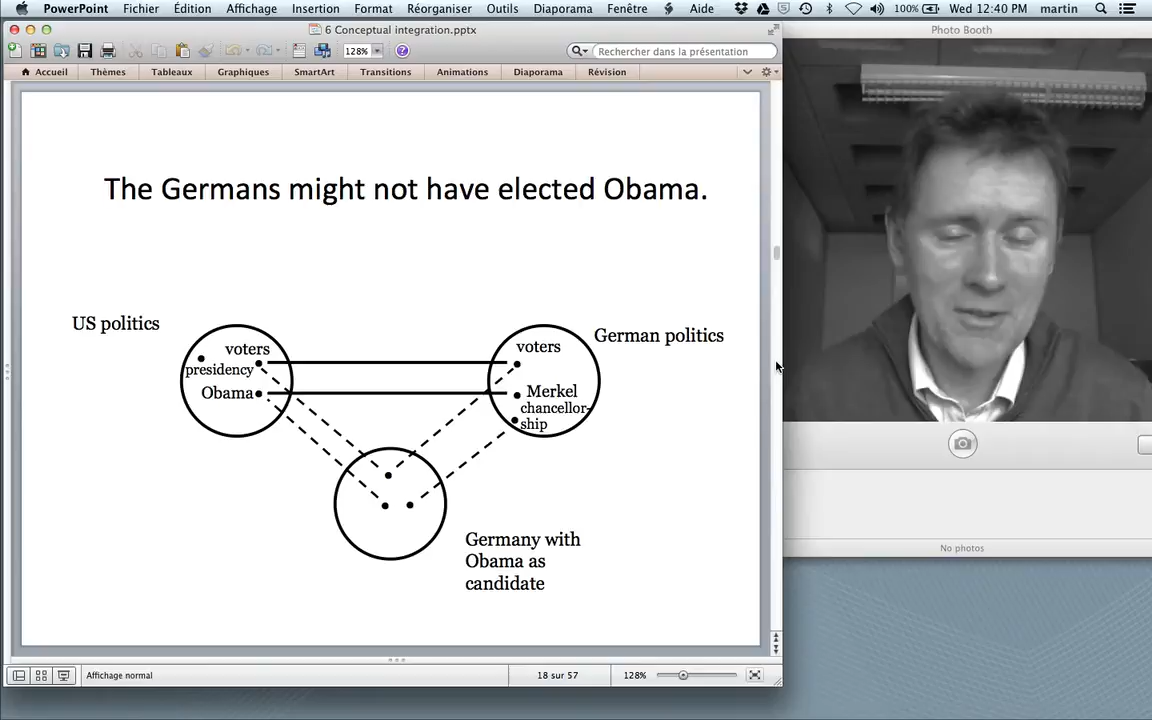 PowerPoint Fichier Édition Affichage Insertion Format Réorganiser Outils Diaporama Fenêtre Aide 100% Wed 12:40 PM martin
6 Conceptual integration.pptx
Photo Booth
128%
Rechercher dans la présentation
Accueil Thèmes Tableaux Graphiques SmartArt Transitions Animations Diaporama Révision
The Germans might not have elected Obama.
US politics
German politics
voters
presidency
Obama
voters
Merkel
chancellor-
ship
Germany with
Obama as
candidate
No photos
Affichage normal
18 sur 57
128%